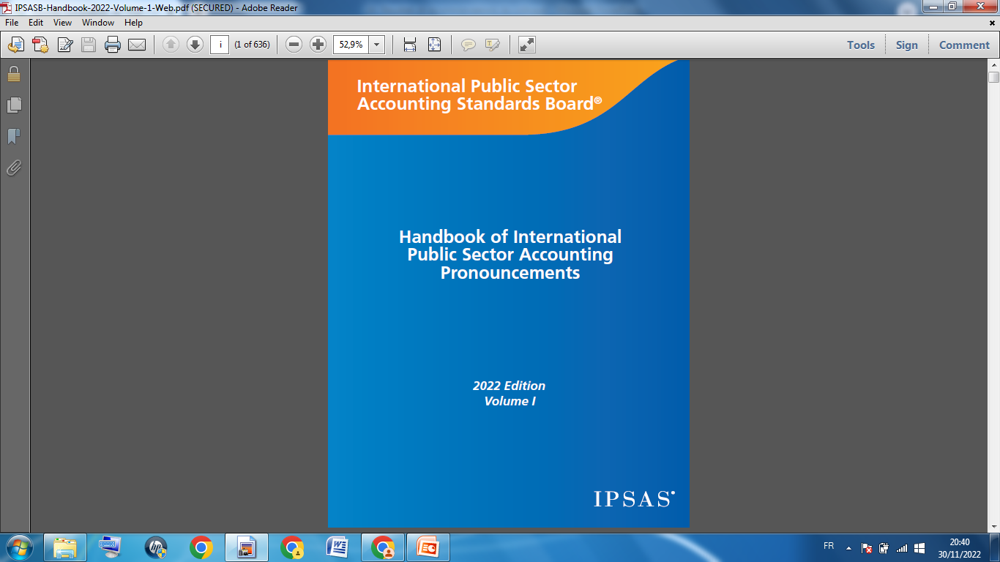 IPSASB-Handbook-2022-Volume-1-Web.pdf (SECURED) - Adobe Reader
File Edit View Window Help
i (1 of 636) 52,9% Tools Sign Comment
International Public Sector
Accounting Standards Board®
Handbook of International
Public Sector Accounting
Pronouncements
2022 Edition
Volume I
IPSAS
FR 20:40
30/11/2022